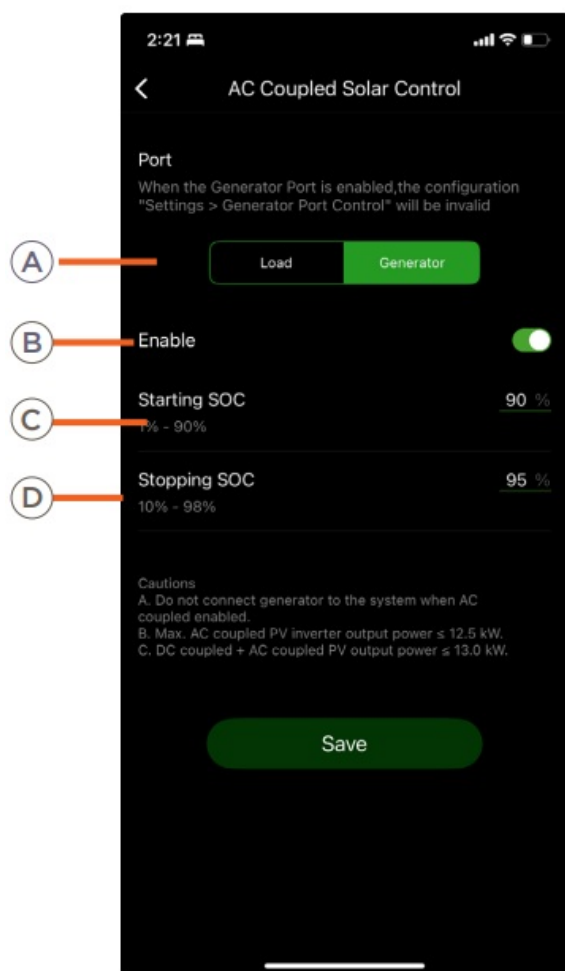 2:21
AC Coupled Solar Control
Port
When the Generator Port is enabled,the configuration
"Settings > Generator Port Control" will be invalid
A
Load Generator
B
Enable
C
Starting SOC 90 %
1% - 90%
D
Stopping SOC 95 %
10% - 98%
Cautions
A. Do not connect generator to the system when AC
coupled enabled.
B. Max. AC coupled PV inverter output power ≤ 12.5 kW.
C. DC coupled + AC coupled PV output power ≤ 13.0 kW.
Save